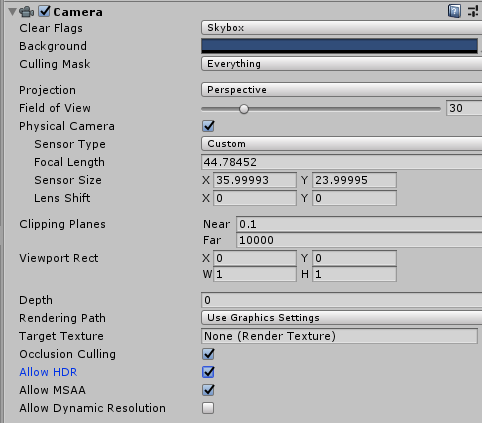 Camera
Clear Flags Skybox
Background
Culling Mask Everything
Projection Perspective
Field of View 30
Physical Camera
Sensor Type Custom
Focal Length 44.78452
Sensor Size X 35.99993 Y 23.99995
Lens Shift X 0 Y 0
Clipping Planes Near 0.1
Far 10000
Viewport Rect X 0 Y 0
W 1 H 1
Depth 0
Rendering Path Use Graphics Settings
Target Texture None (Render Texture)
Occlusion Culling
Allow HDR
Allow MSAA
Allow Dynamic Resolution